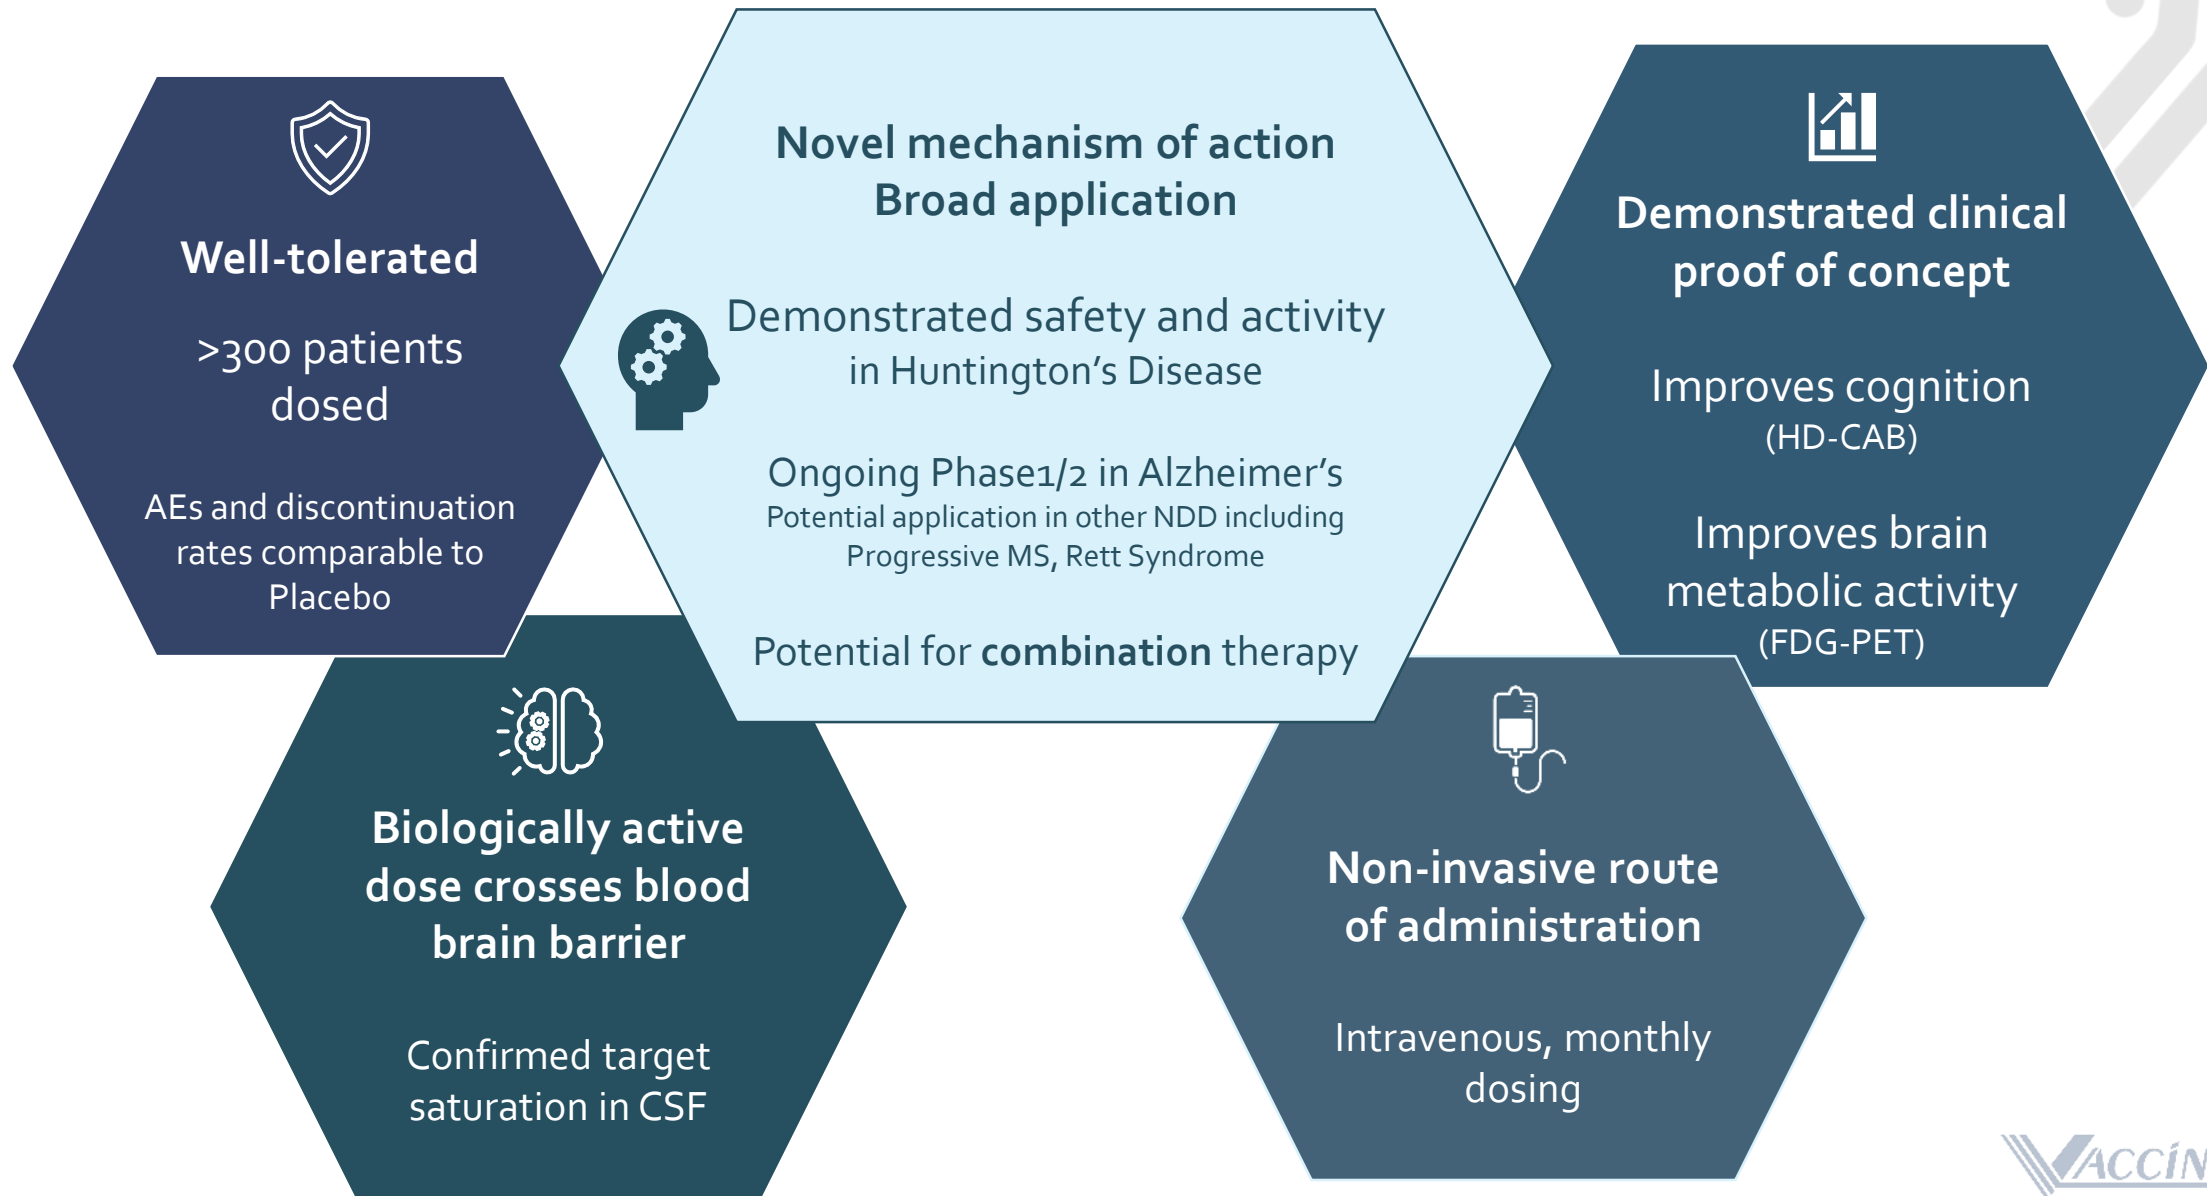 Well-tolerated
>300 patients
dosed
AEs and discontinuation
rates comparable to
Placebo
Novel mechanism of action
Broad application
Demonstrated safety and activity
in Huntington's Disease
Ongoing Phase1/2 in Alzheimer's
Potential application in other NDD including
Progressive MS, Rett Syndrome
Potential for combination therapy
Demonstrated clinical
proof of concept
Improves cognition
(HD-CAB)
Improves brain
metabolic activity
(FDG-PET)
Biologically active
dose crosses blood
brain barrier
Confirmed target
saturation in CSF
Non-invasive route
of administration
Intravenous, monthly
dosing
VACCIN